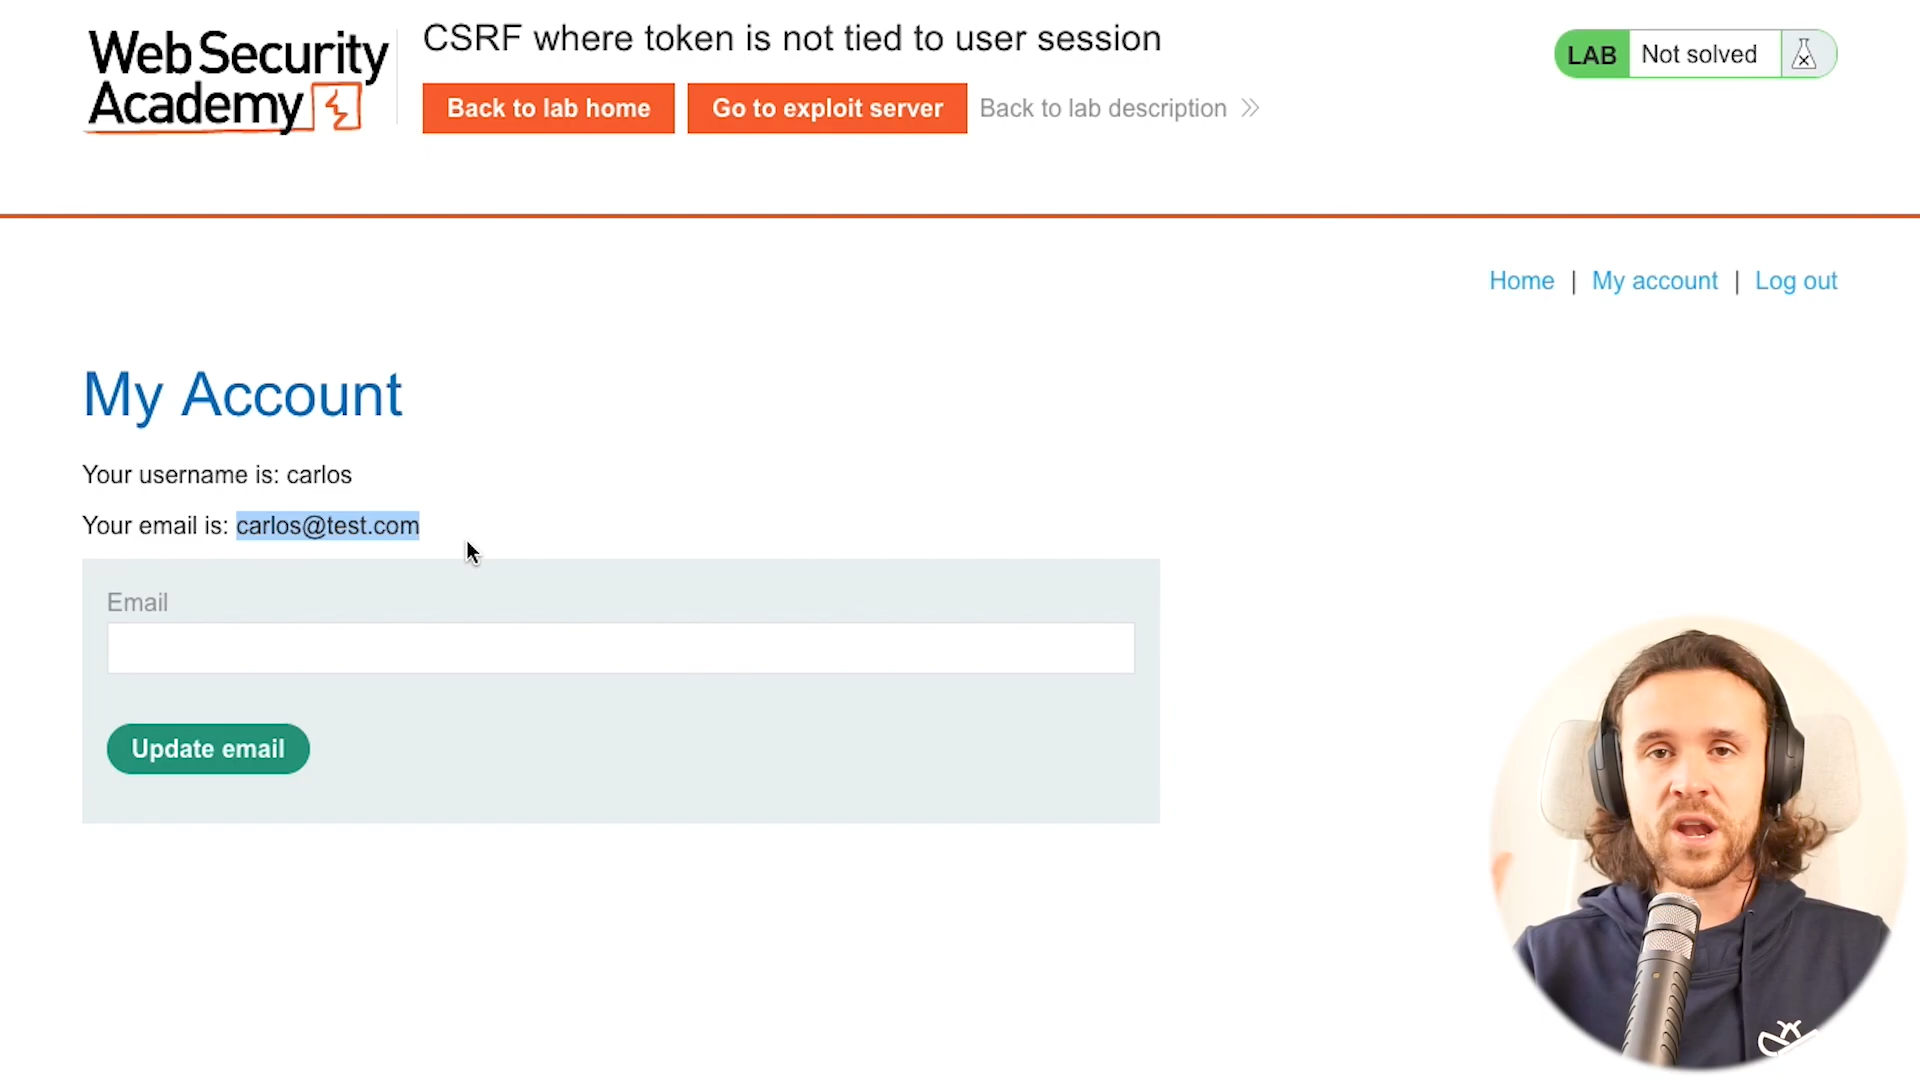 Web Security
Academy
CSRF where token is not tied to user session
Back to lab home
Go to exploit server
Back to lab description
LAB Not solved
Home | My account | Log out
My Account
Your username is: carlos
Your email is: carlos@test.com
Email
Update email